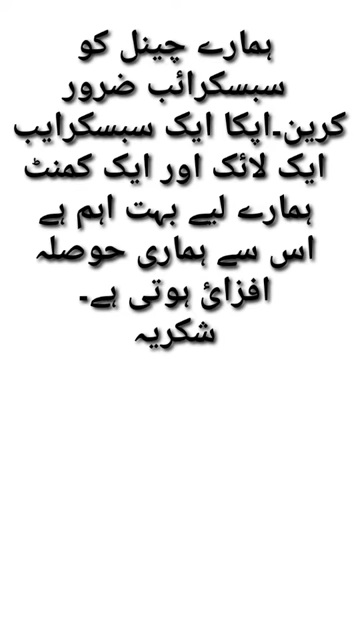 ہمارے چینل کو
سبسکرائب ضرور
کریں۔اپکا ایک سبسکرایب
ایک لائک اور ایک کمنٹ
ہمارے لیے بہت اہم ہے
اس سے ہماری حوصلہ
افزائ ہوتی ہے۔
شکریہ